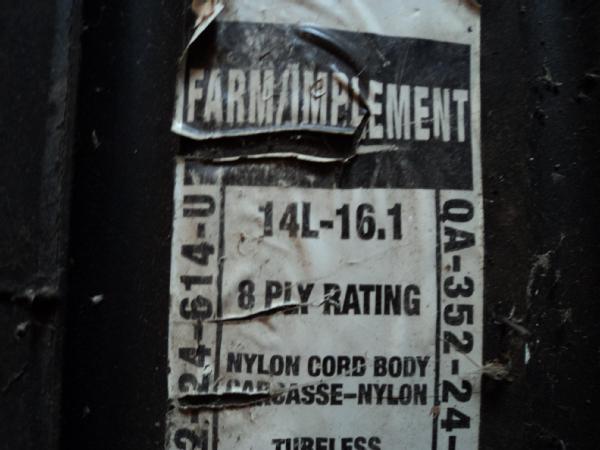 FARM/IMPLEMENT
14L-16.1
8 PLY RATING
NYLON CORD BODY
CARCASSE-NYLON
TUBELESS
2-24-614-U
QA-352-24-